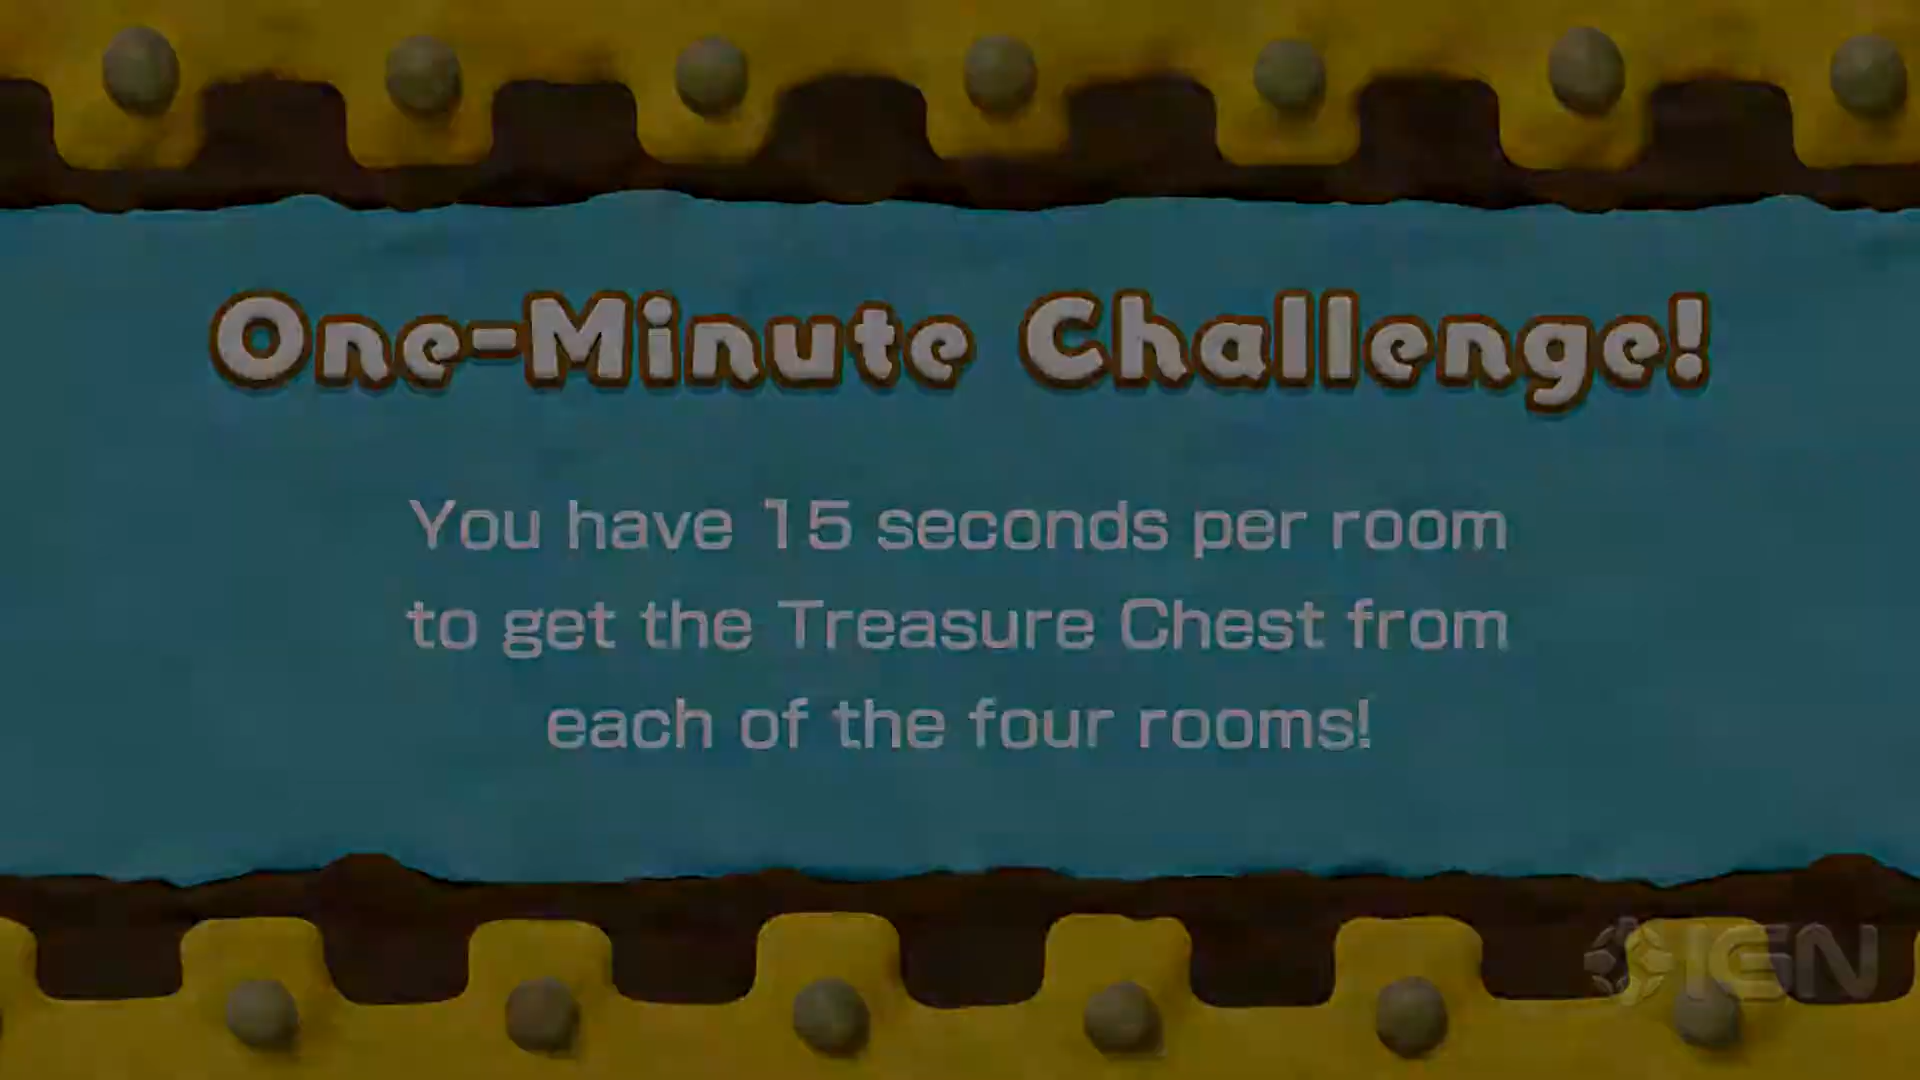 One-Minute Challenge!
You have 15 seconds per room
to get the Treasure Chest from
each of the four rooms!
IGN